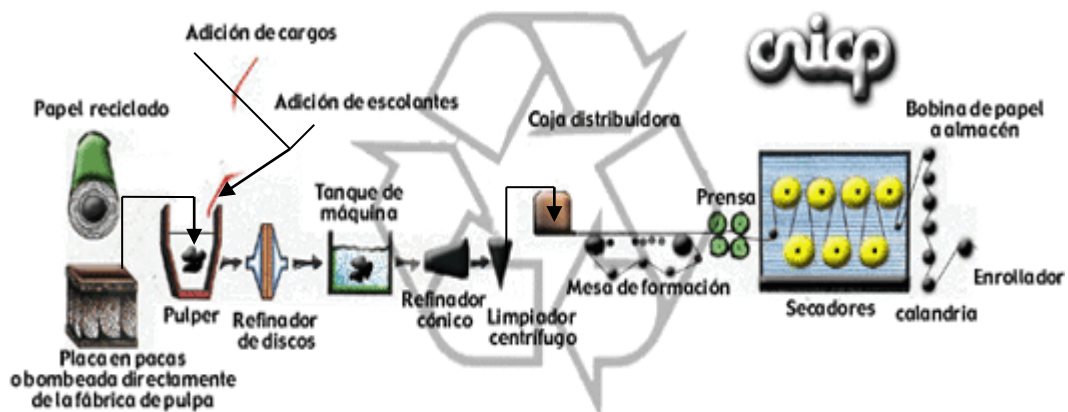 Adición de cargos
cnicp
Papel reciclado
Adición de escolantes
Caja distribuidora
Bobina de papel
a almacén
Tanque de
máquina
Prensa
Pulper
Refinador
de discos
Refinador
cónico
Limpiador
centrífugo
Mesa de formación
Secadores
calandria
Enrollador
Placa en pacas
o bombeada directamente
de la fábrica de pulpa